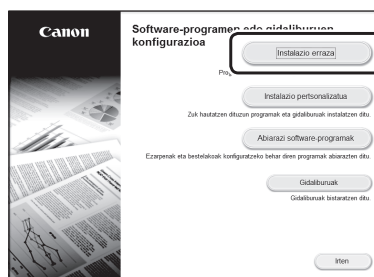 Canon
Software-programen edo gidaliburuen
konfigurazioa
Instalazio erraza
Instalazio pertsonalizatua
Zuk hautatzen dituzun programak eta gidaliburuak instalatzen ditu.
Abiarazi software-programak
Ezarpenak eta bestelakoak konfiguratzeko behar diren programak abiarazten ditu.
Gidaliburuak
Gidaliburuak bistaratzen ditu.
Irten